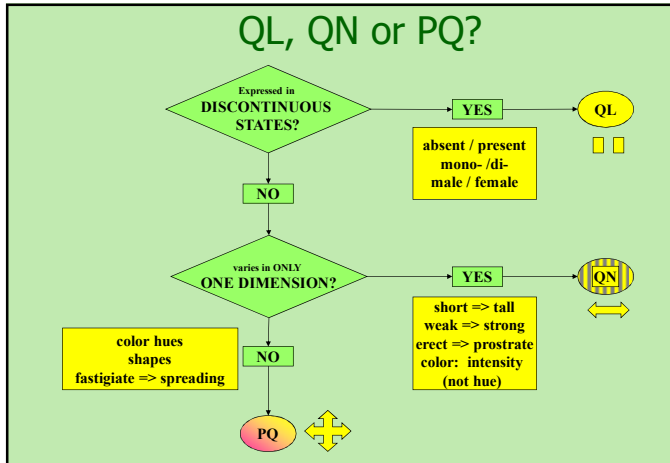 QL, QN or PQ?
Expressed in
DISCONTINUOUS
STATES?
YES
QL
absent / present
mono- /di-
male / female
NO
varies in ONLY
ONE DIMENSION?
YES
QN
short => tall
weak => strong
erect => prostrate
color: intensity
(not hue)
color hues
shapes
fastigiate => spreading
NO
PQ